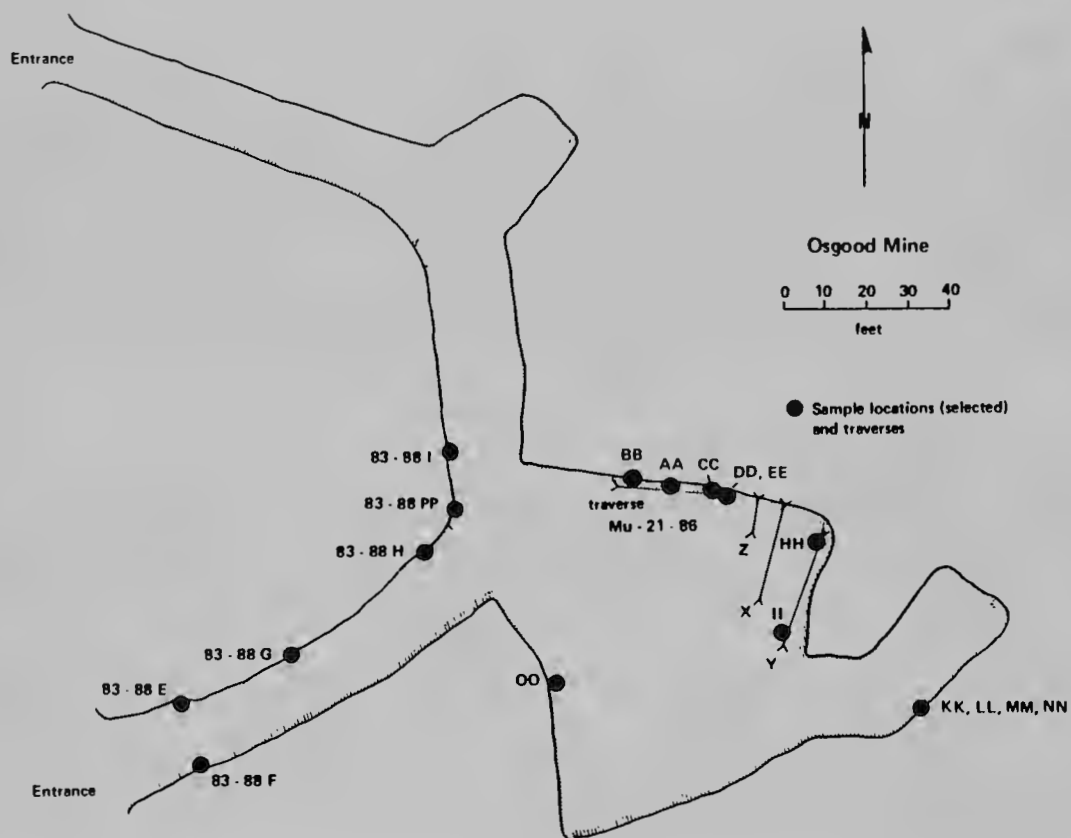 Entrance
N
Osgood Mine
0 10 20 30 40
feet
Sample locations (selected)
and traverses
83-88 I
83-88 PP
83-88 H
83-88 G
83-88 E
83-88 F
Entrance
BB
AA
CC
DD, EE
traverse
Mu-21-86
Z
HH
X
II
Y
OO
KK, LL, MM, NN